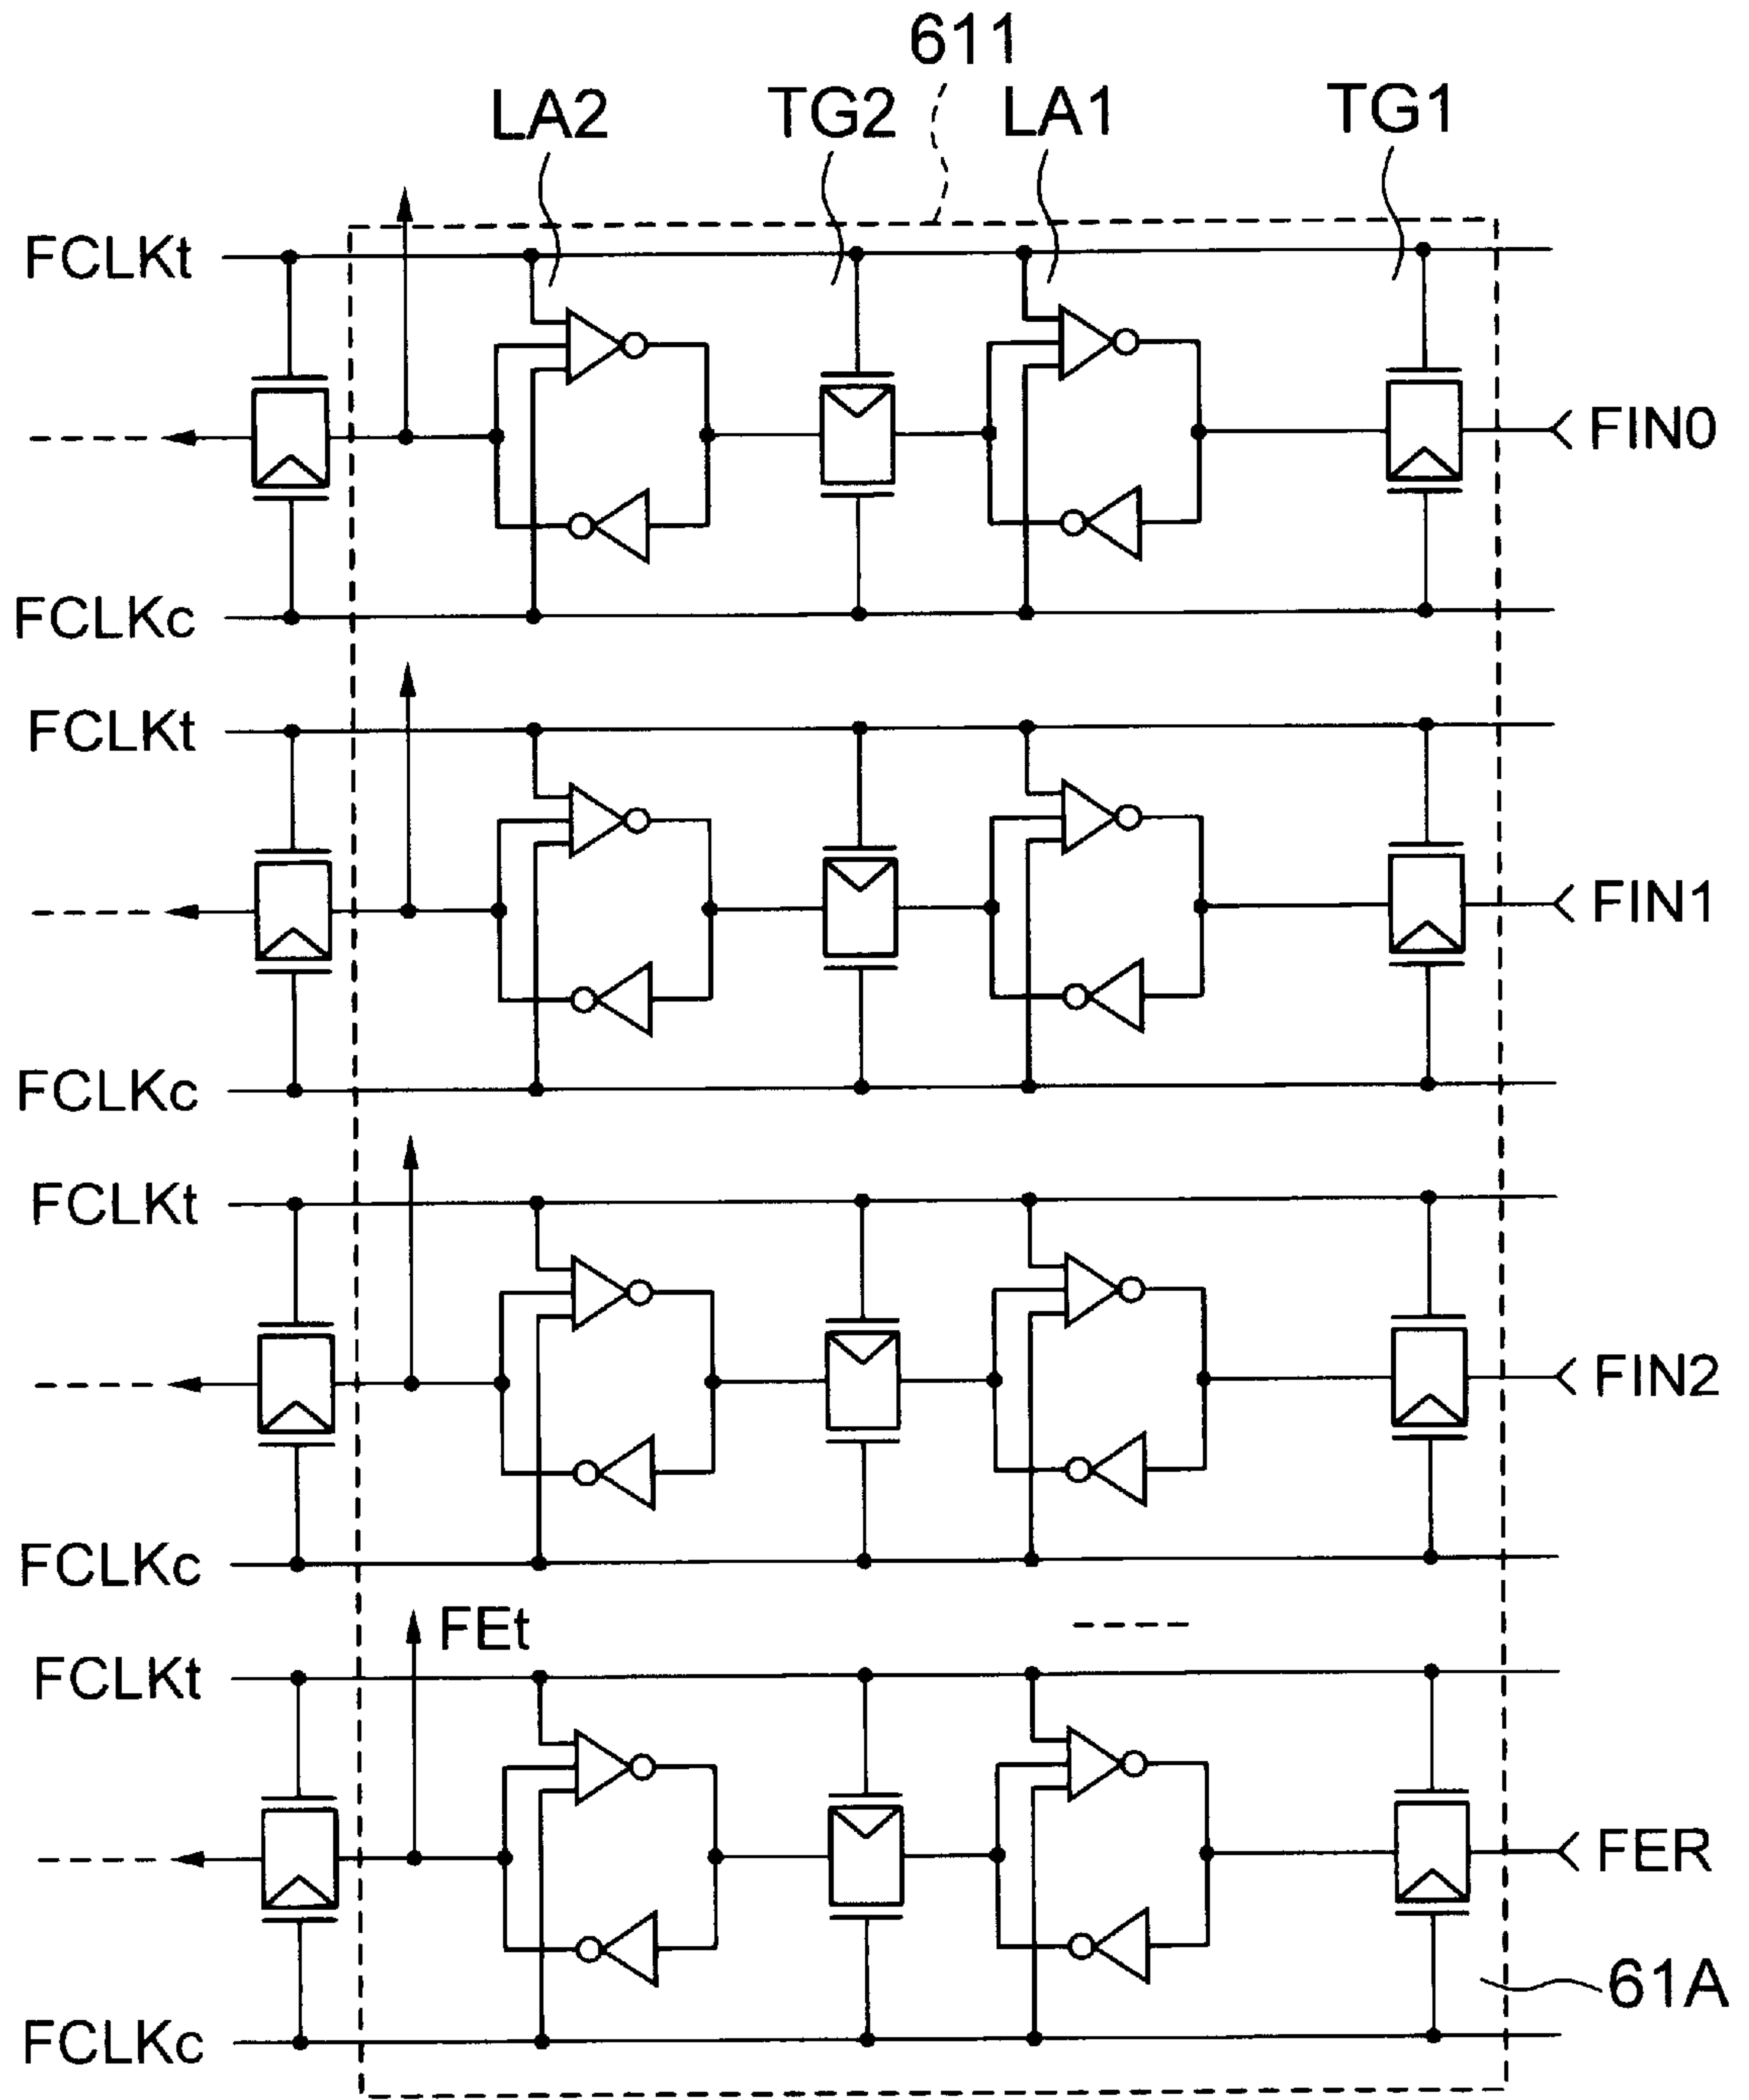 611
LA2 TG2 LA1 TG1
FCLKt
FIN0
FCLKc
FCLKt
FIN1
FCLKc
FCLKt
FIN2
FCLKc
FEt
FCLKt
FER
61A
FCLKc